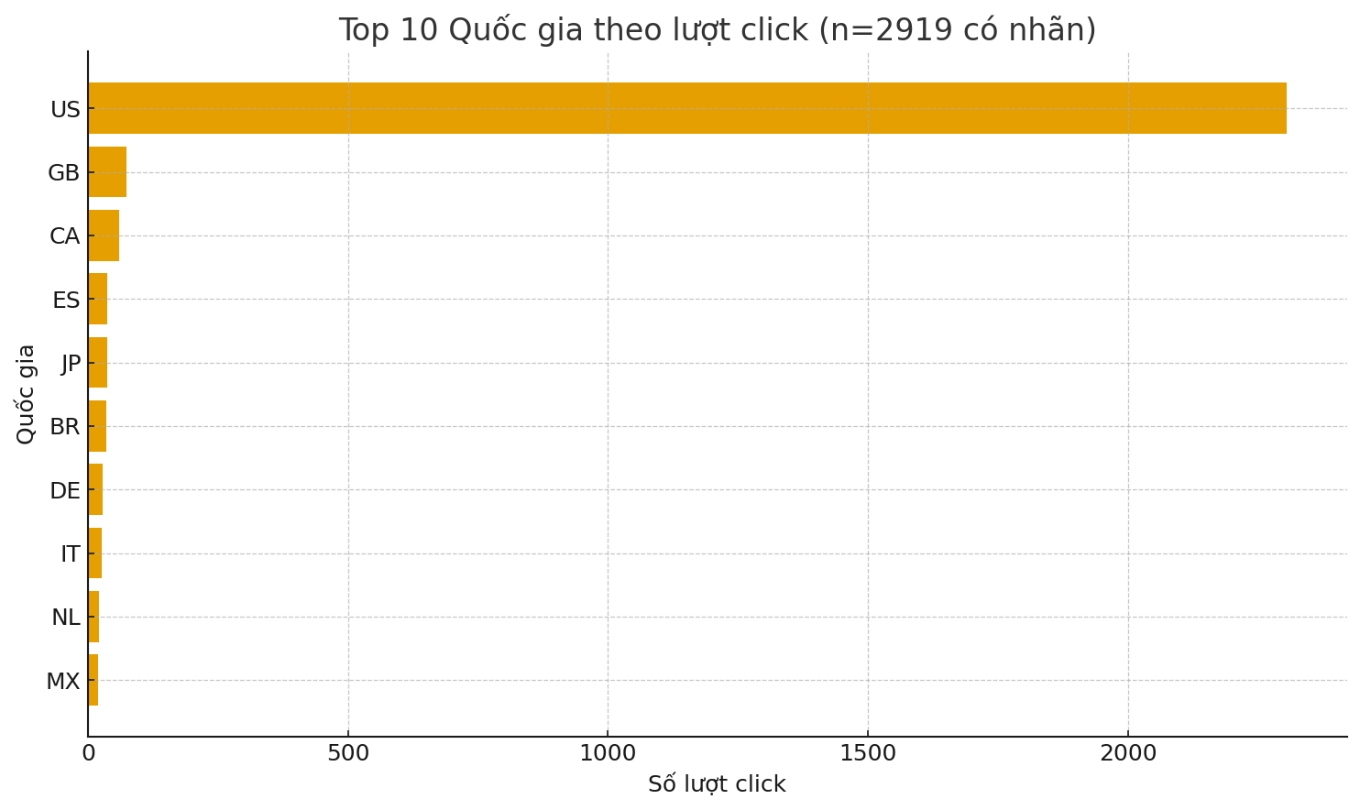 Top 10 Quốc gia theo lượt click (n=2919 có nhãn)
US
GB
CA
ES
JP
BR
DE
IT
NL
MX
Quốc gia
0 500 1000 1500 2000
Số lượt click